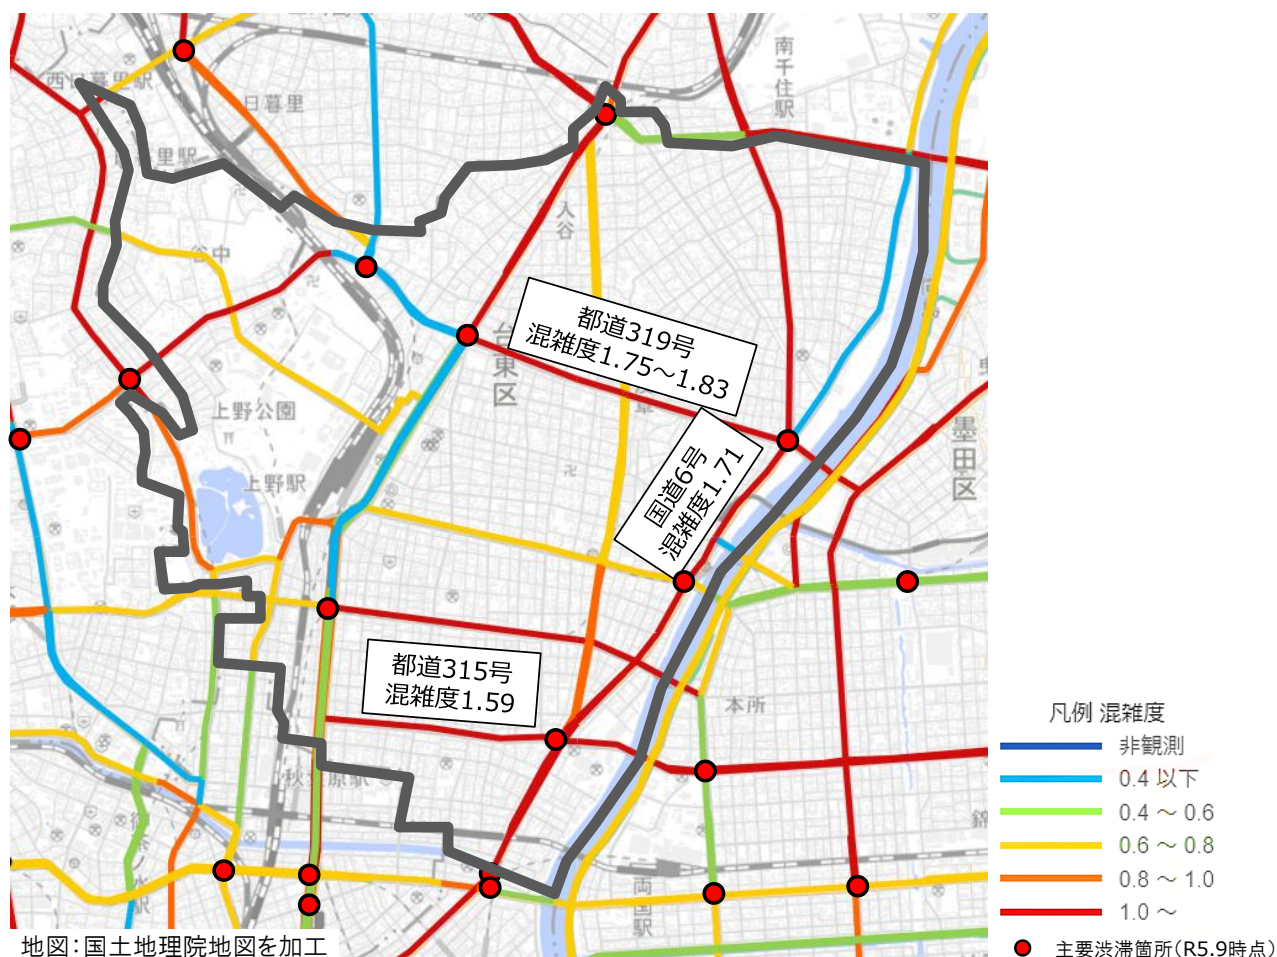 南千住駅
西日暮里駅
日暮里
入谷
谷中
都道319号
混雑度1.75～1.83
台東区
上野公園
国道6号
混雑度1.71
墨田区
上野駅
都道315号
混雑度1.59
本所
秋葉原駅
両国駅
錦
凡例 混雑度
非観測
0.4 以下
0.4 ～ 0.6
0.6 ～ 0.8
0.8 ～ 1.0
1.0 ～
主要渋滞箇所(R5.9時点)
地図：国土地理院地図を加工